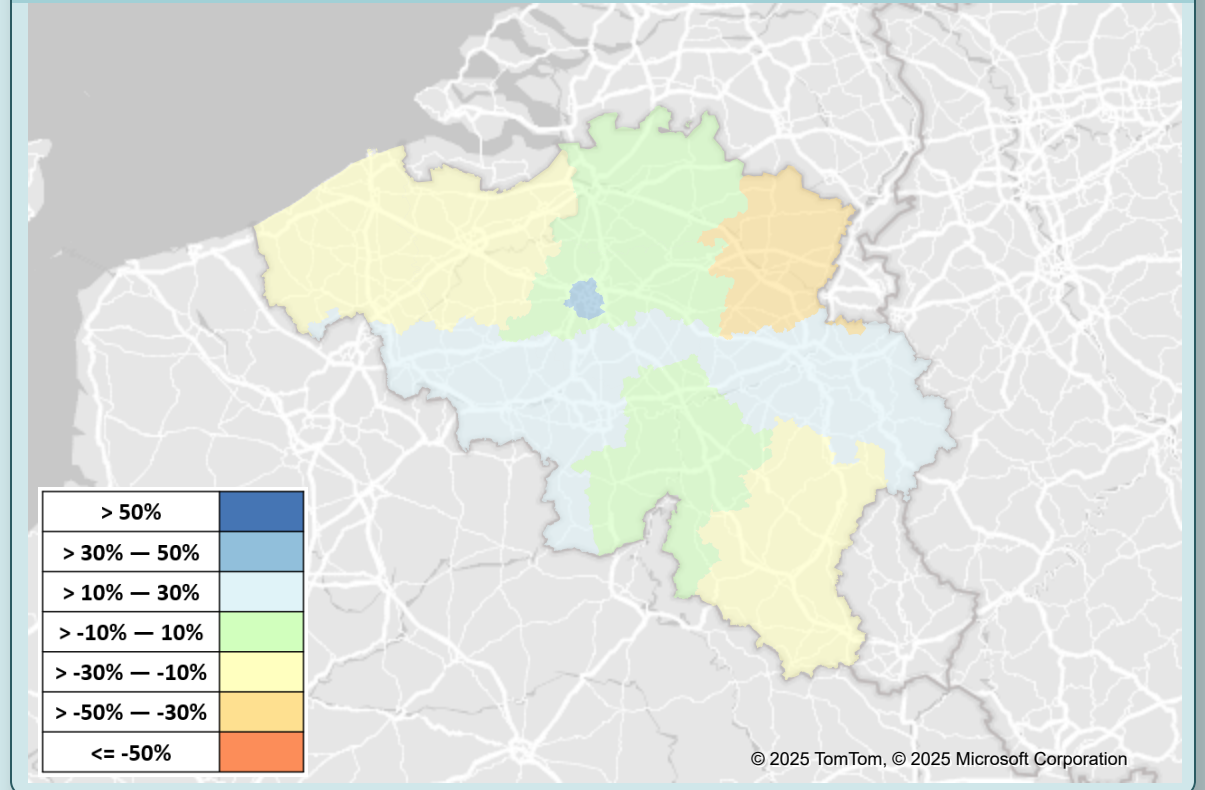 > 50%
> 30% — 50%
> 10% — 30%
> -10% — 10%
> -30% — -10%
> -50% — -30%
<= -50%
© 2025 TomTom, © 2025 Microsoft Corporation